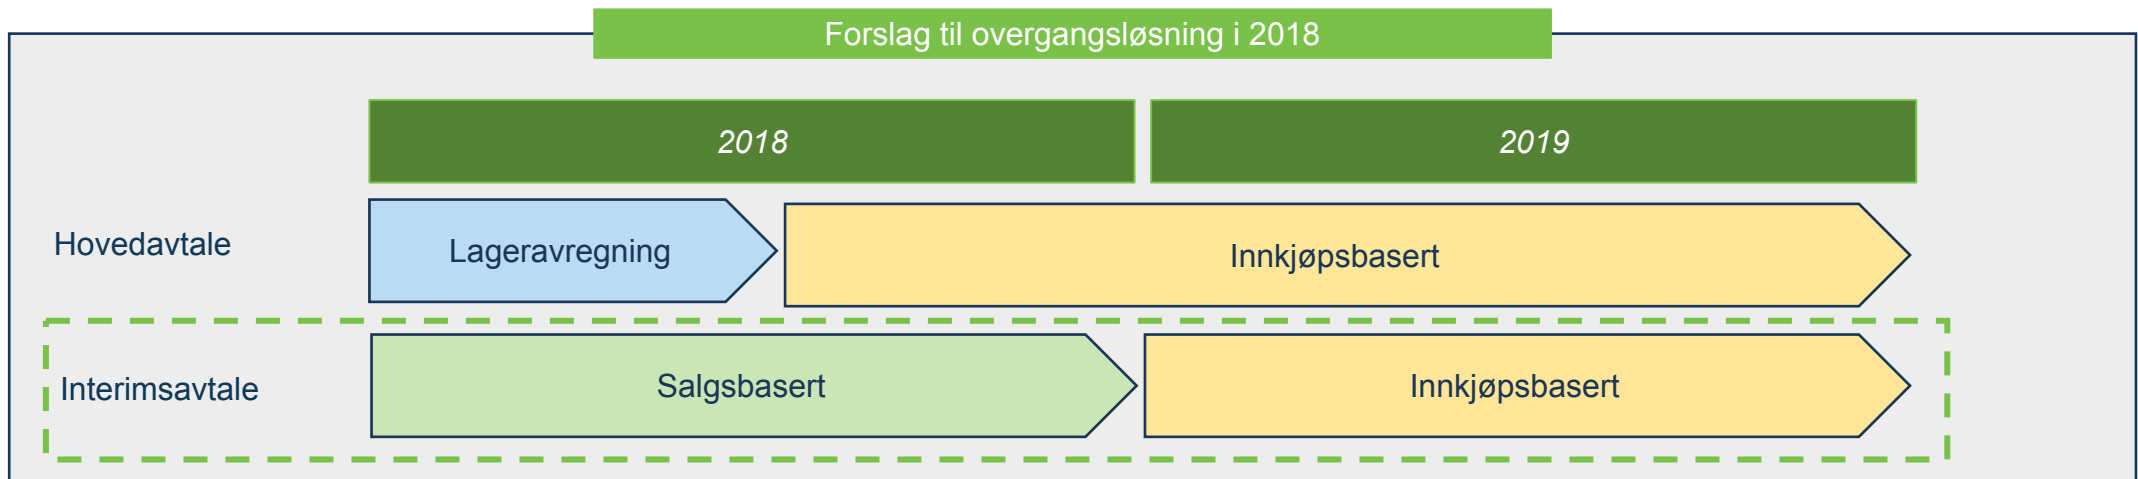 Forslag til overgangsløsning i 2018
2018
2019
Hovedavtale
Lageravregning
Innkjøpsbasert
Interimsavtale
Salgsbasert
Innkjøpsbasert